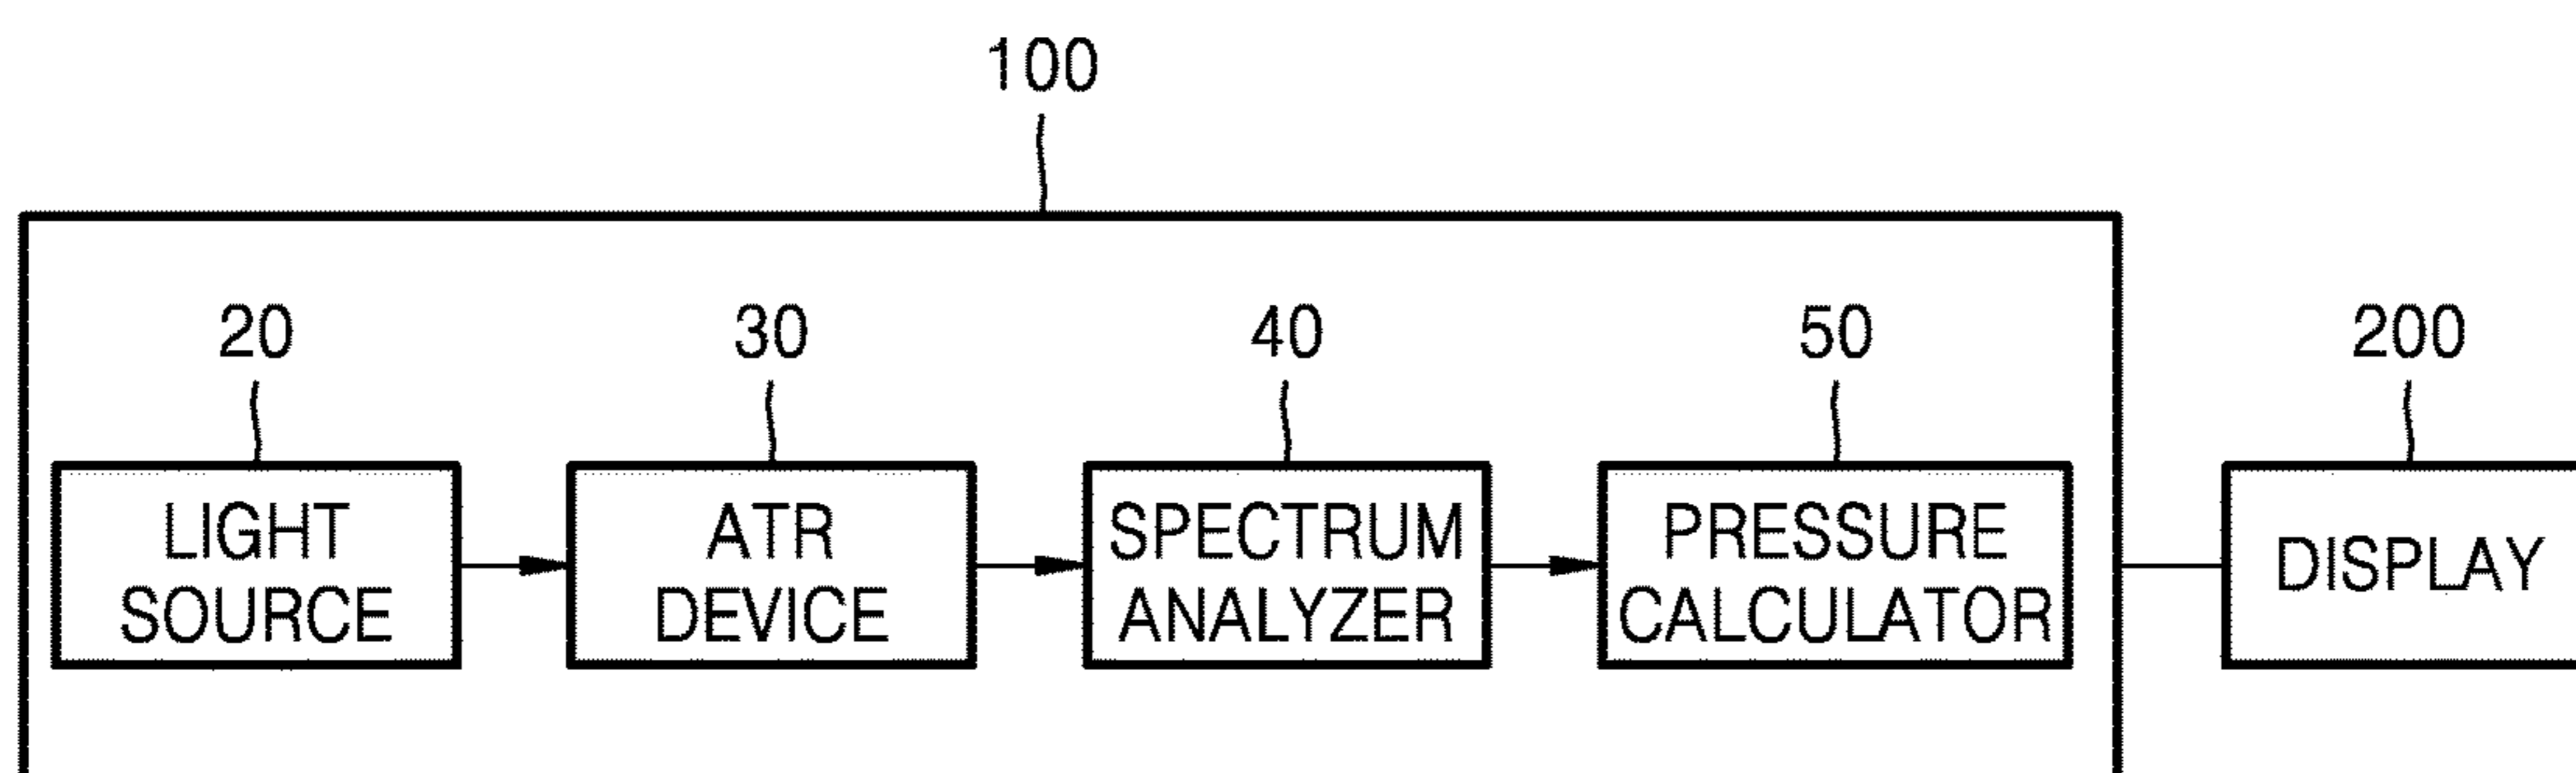 100
20
30
40
50
200
LIGHT
SOURCE
ATR
DEVICE
SPECTRUM
ANALYZER
PRESSURE
CALCULATOR
DISPLAY